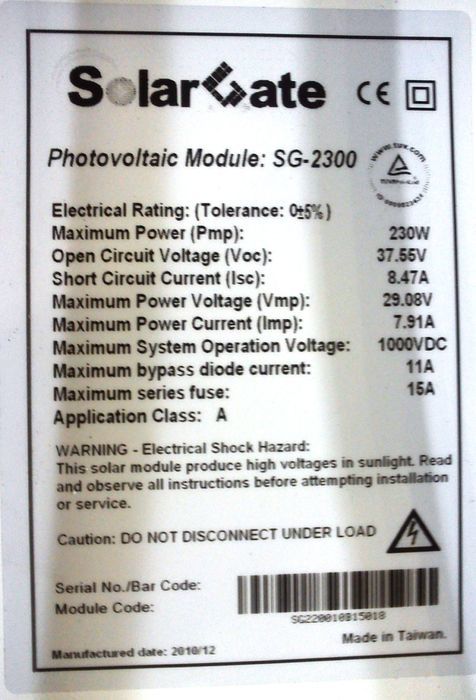 SolarGate CE
Photovoltaic Module: SG-2300
www.tuv.com
Electrical Rating: (Tolerance: 0±5%)
Maximum Power (Pmp): 230W
Open Circuit Voltage (Voc): 37.55V
Short Circuit Current (Isc): 8.47A
Maximum Power Voltage (Vmp): 29.08V
Maximum Power Current (Imp): 7.91A
Maximum System Operation Voltage: 1000VDC
Maximum bypass diode current: 11A
Maximum series fuse: 15A
Application Class: A
WARNING - Electrical Shock Hazard:
This solar module produce high voltages in sunlight. Read
and observe all instructions before attempting installation
or service.
Caution: DO NOT DISCONNECT UNDER LOAD
Serial No./Bar Code:
Module Code:
SG220010B15018
Made in Taiwan.
Manufactured date: 2010/12